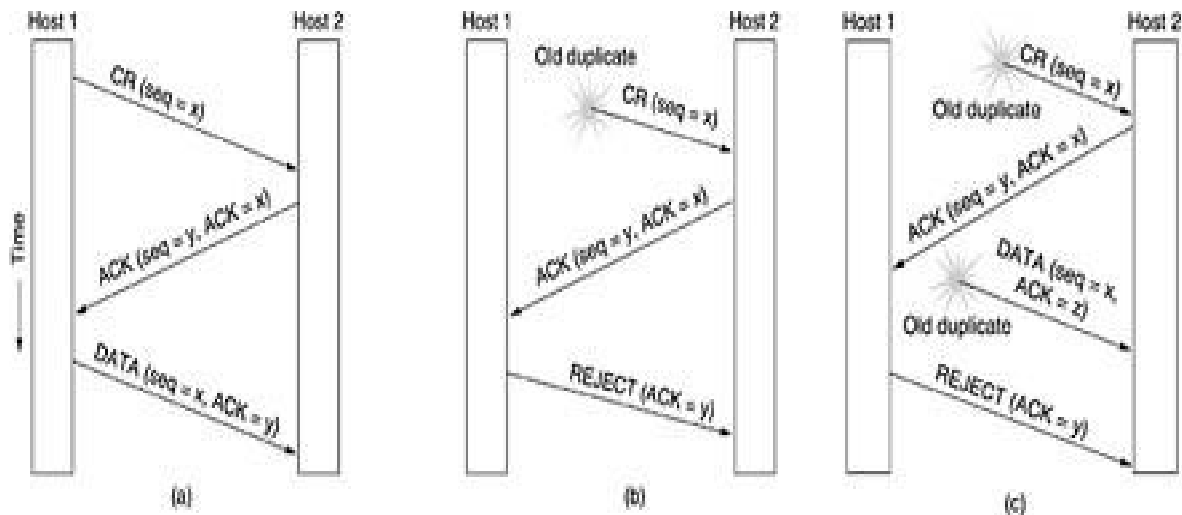 Host 1
Host 2
CR (seq = x)
ACK (seq = y, ACK = x)
DATA (seq = x, ACK = y)
Time
(a)
Host 1
Host 2
Old duplicate
CR (seq = x)
ACK (seq = y, ACK = x)
REJECT (ACK = y)
(b)
Host 1
Host 2
CR (seq = x)
Old duplicate
ACK (seq = y, ACK = x)
DATA (seq = x,
ACK = z)
Old duplicate
REJECT (ACK = y)
(c)